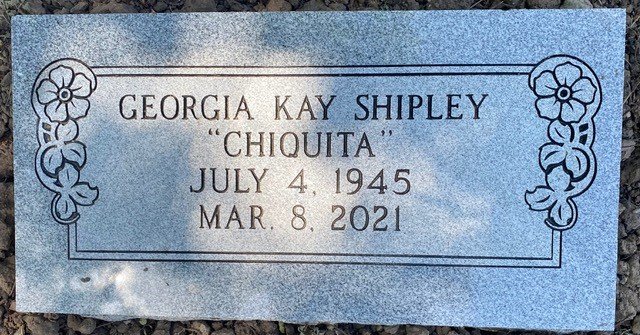 GEORGIA KAY SHIPLEY
"CHIQUITA"
JULY 4, 1945
MAR. 8, 2021